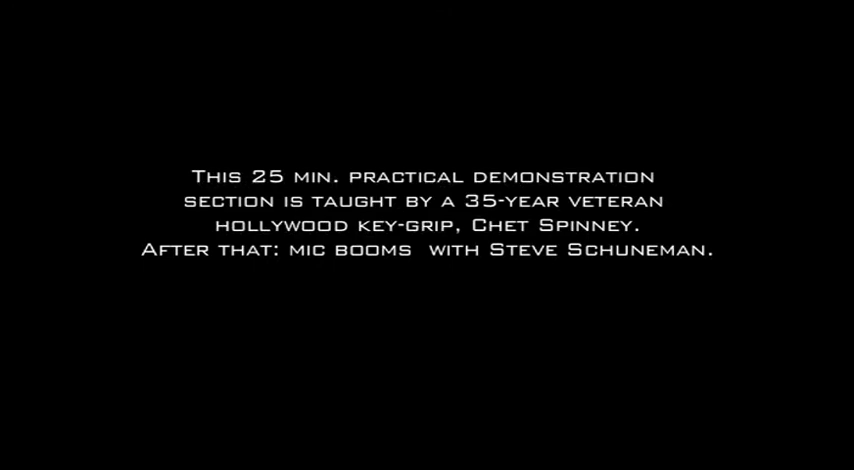 This 25 min. practical demonstration
section is taught by a 35-year veteran
hollywood key-grip, Chet Spinney.
After that: mic booms  with Steve Schuneman.